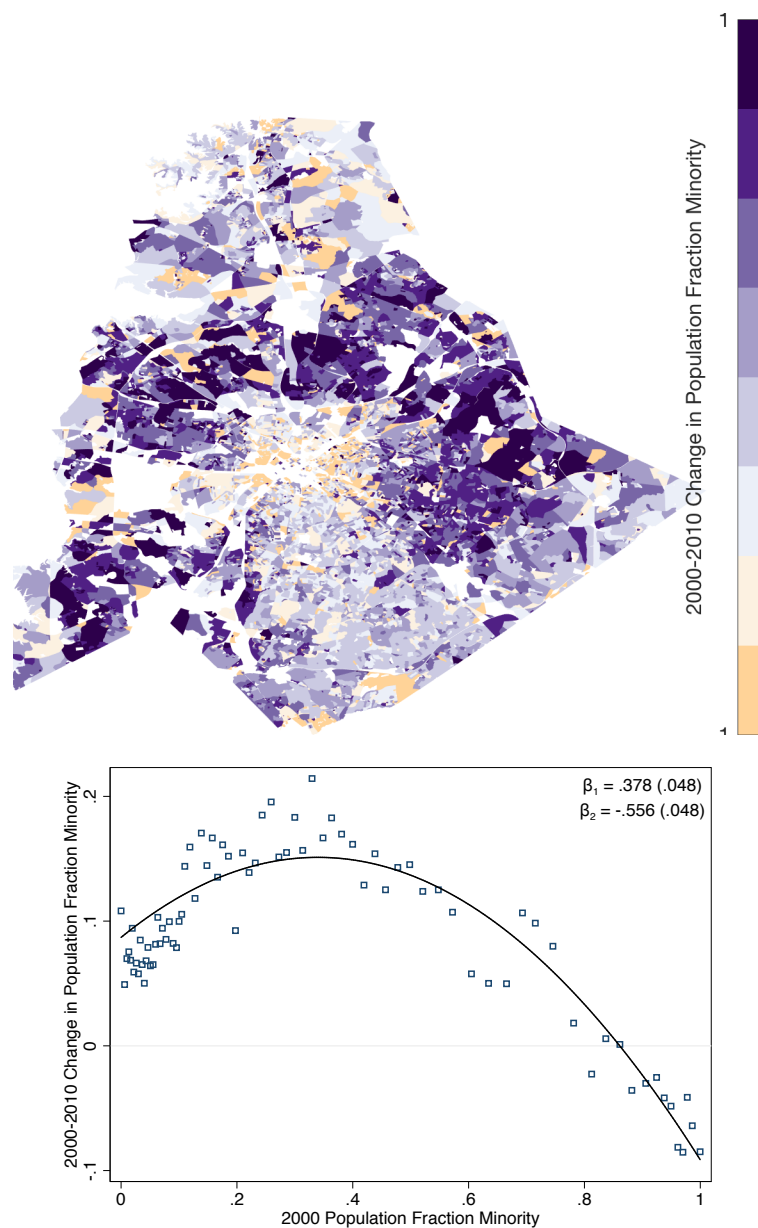 1
2000-2010 Change in Population Fraction Minority
1
β₁ = .378 (.048)
β₂ = -.556 (.048)
2000-2010 Change in Population Fraction Minority
.2
.1
0
-.1
0
.2
.4
.6
.8
1
2000 Population Fraction Minority